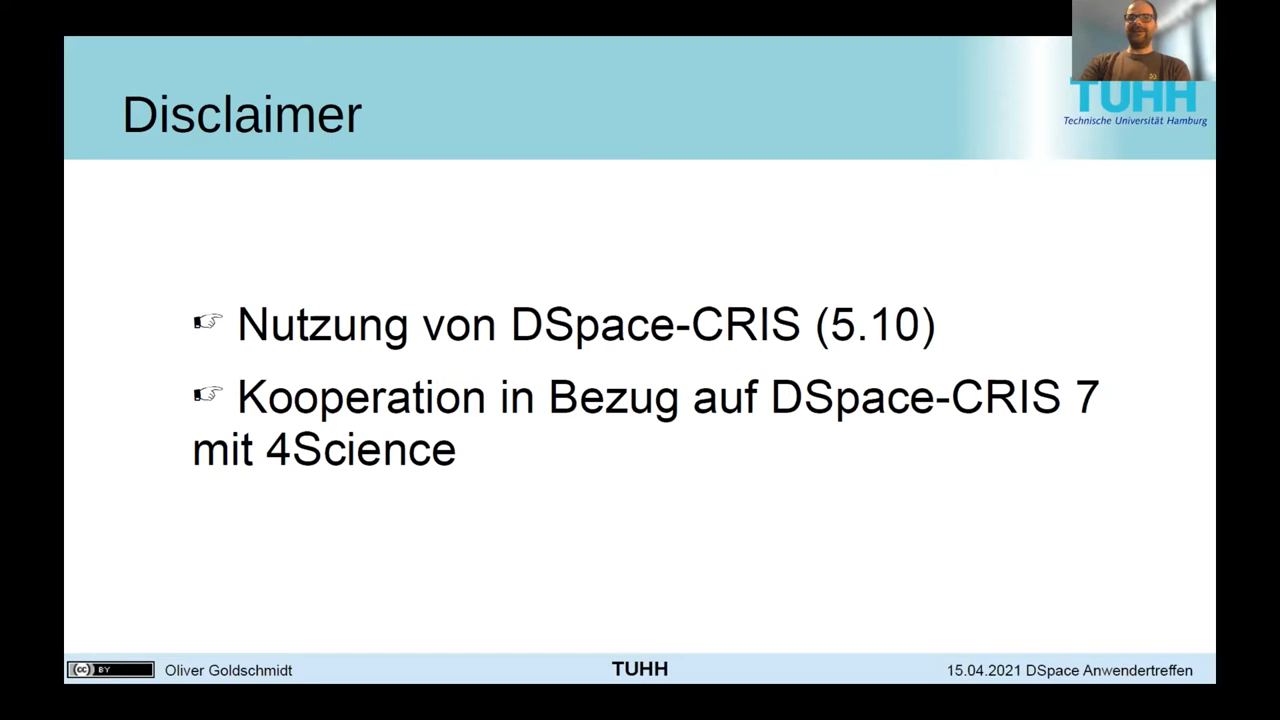 Disclaimer
TUHH
Technische Universität Hamburg
☞ Nutzung von DSpace-CRIS (5.10)
☞ Kooperation in Bezug auf DSpace-CRIS 7
mit 4Science
cc BY
Oliver Goldschmidt
TUHH
15.04.2021 DSpace Anwendertreffen